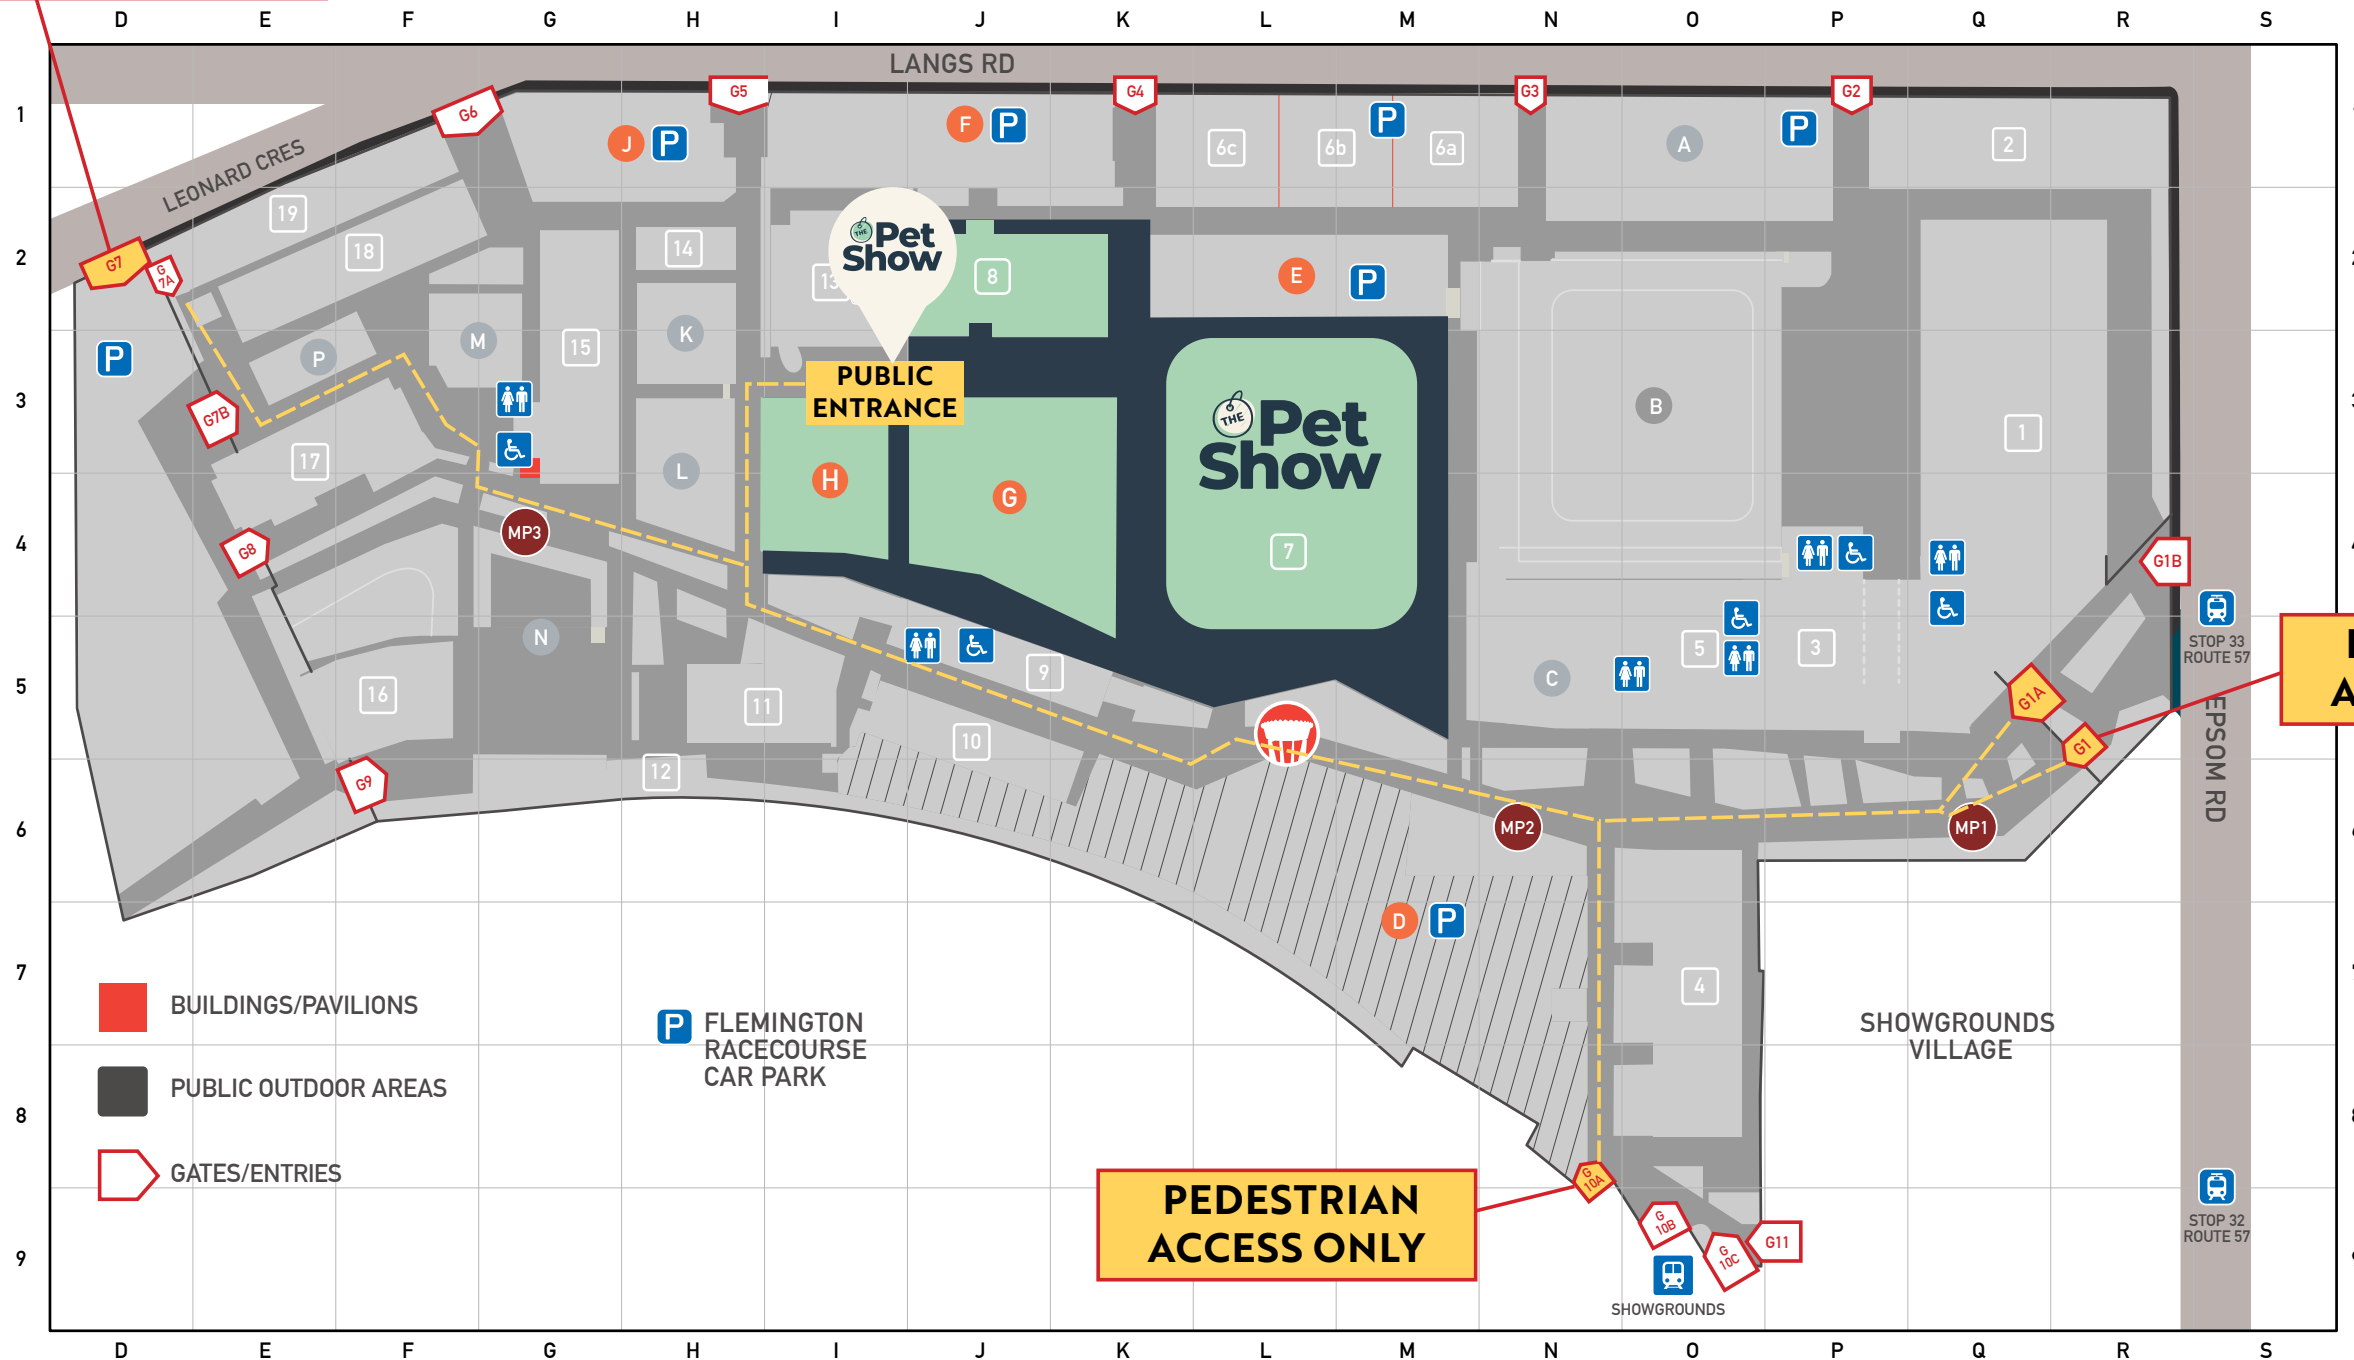 D E F G H I J K L M N O P Q R S
LANGS RD
LEONARD CRES
G6
G5
G4
G3
G2
1
J P
F P
6c
6b
P
6a
A
P
2
19
18
14
13
THE
Pet
Show
8
E
P
2
G7
G
7A
P
P
M
15
K
PUBLIC
ENTRANCE
THE
Pet
Show
B
1
3
G7B
17
L
H
G
7
4
G8
MP3
G1B
STOP 33
ROUTE 57
N
9
C
5
3
5
16
11
10
G1A
G1
A
EPSOM RD
12
G9
MP2
MP1
6
D P
4
7
BUILDINGS/PAVILIONS
PUBLIC OUTDOOR AREAS
GATES/ENTRIES
P FLEMINGTON
RACECOURSE
CAR PARK
SHOWGROUNDS
VILLAGE
8
PEDESTRIAN
ACCESS ONLY
G
10A
G
10B
G
10C
G11
SHOWGROUNDS
STOP 32
ROUTE 57
9
D E F G H I J K L M N O P Q R S